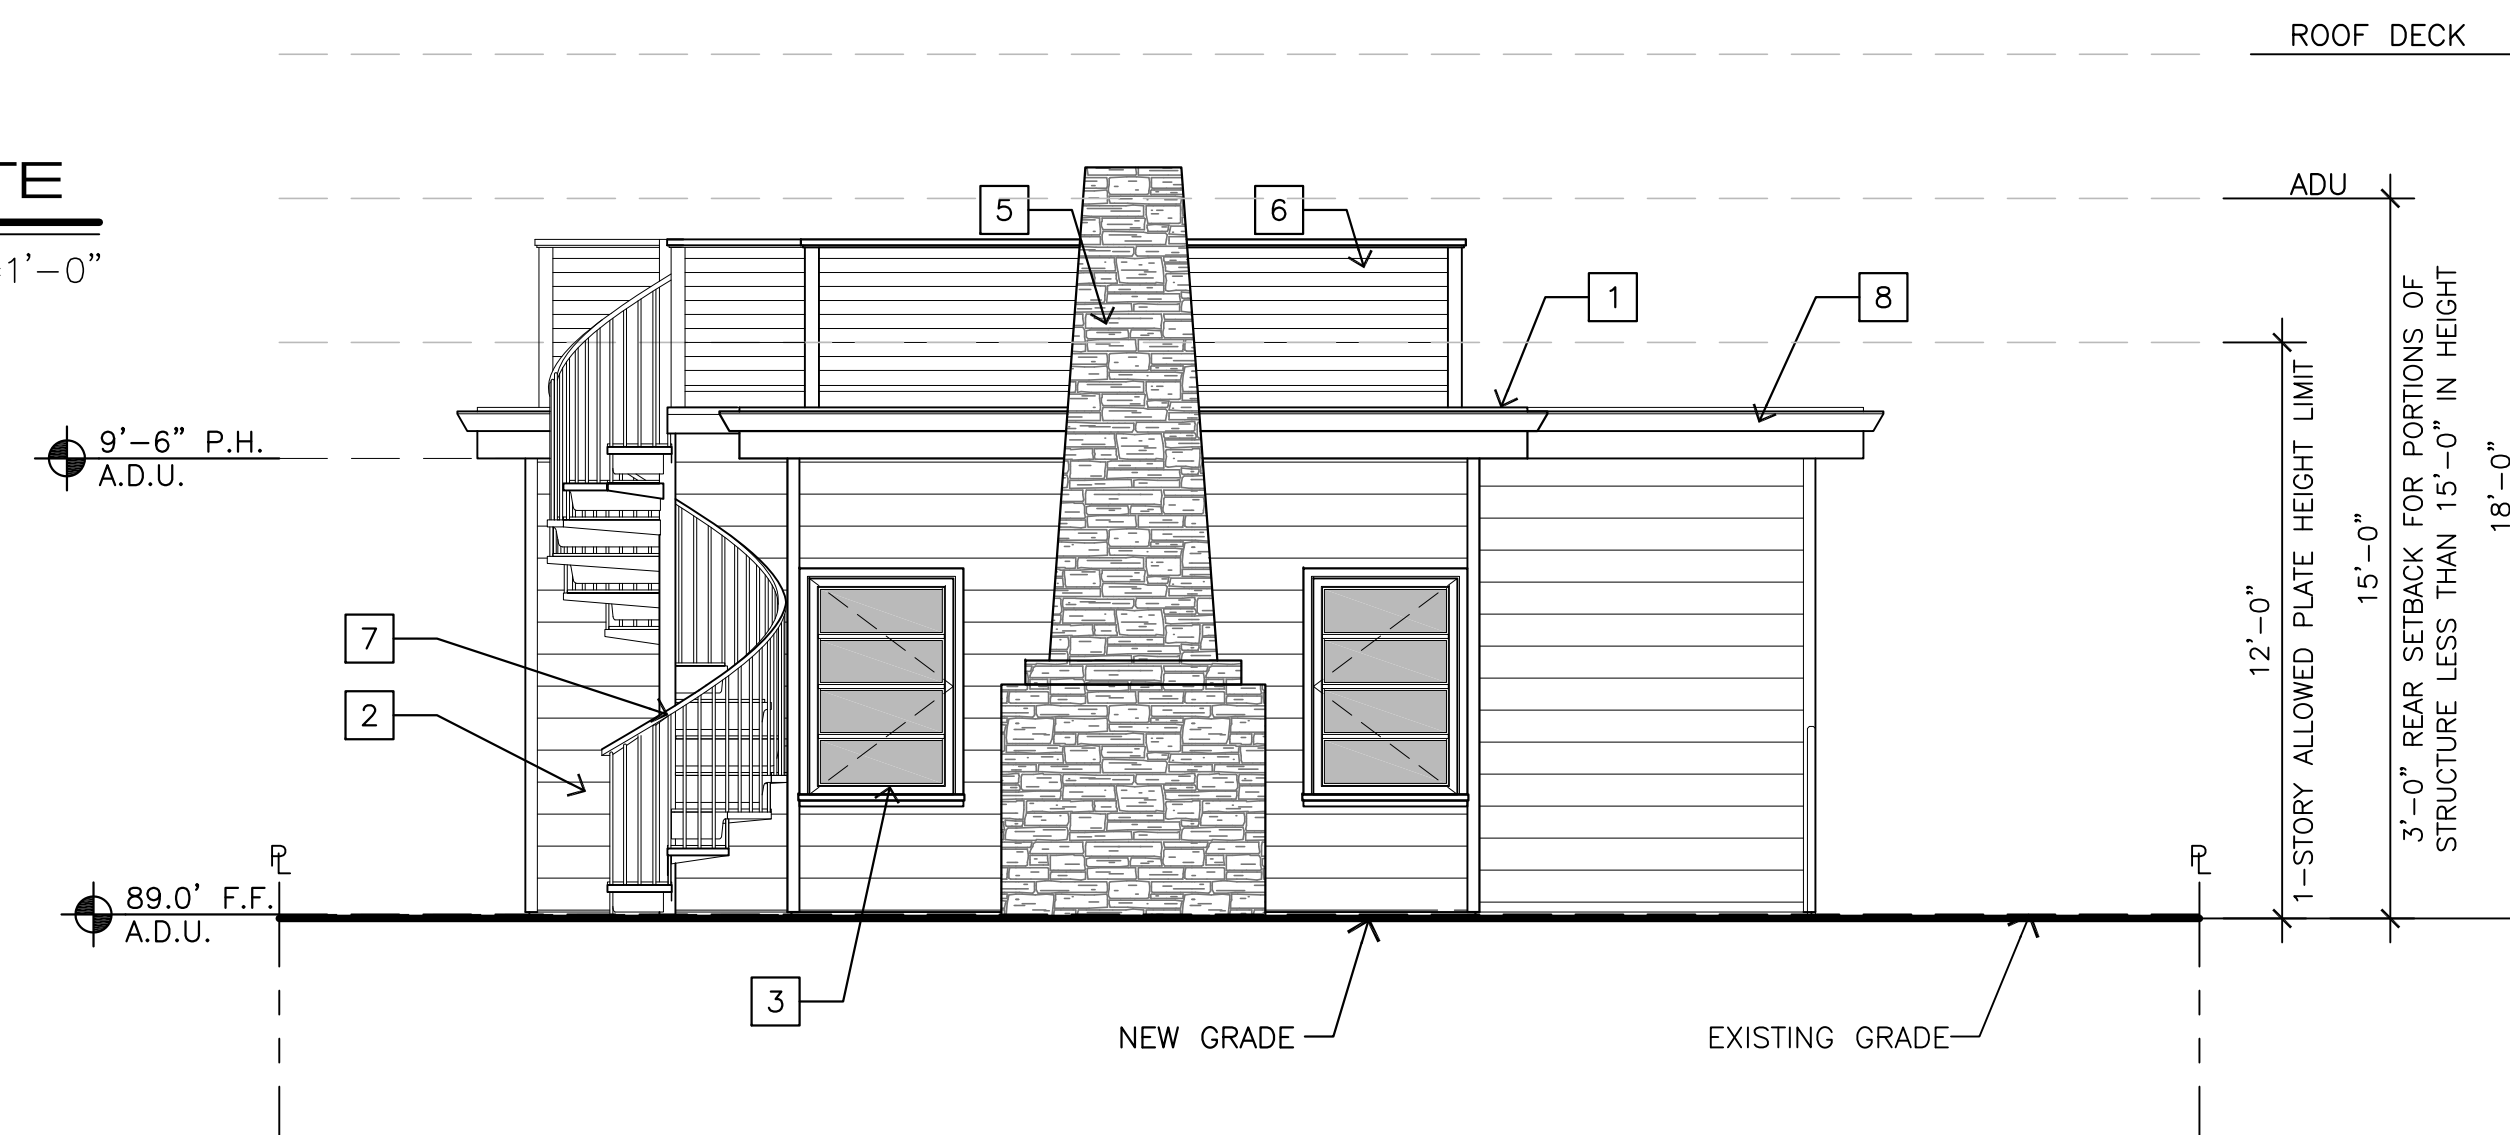 ROOF DECK
TE
1'-0"
ADU
5
6
1
8
9'-6" P.H.
A.D.U.
7
2
PL
89.0' F.F.
A.D.U.
3
NEW GRADE
EXISTING GRADE
PL
12'-0"
1-STORY ALLOWED PLATE HEIGHT LIMIT
15'-0"
3'-0" REAR SETBACK FOR PORTIONS OF
STRUCTURE LESS THAN 15'-0" IN HEIGHT
18'-0"